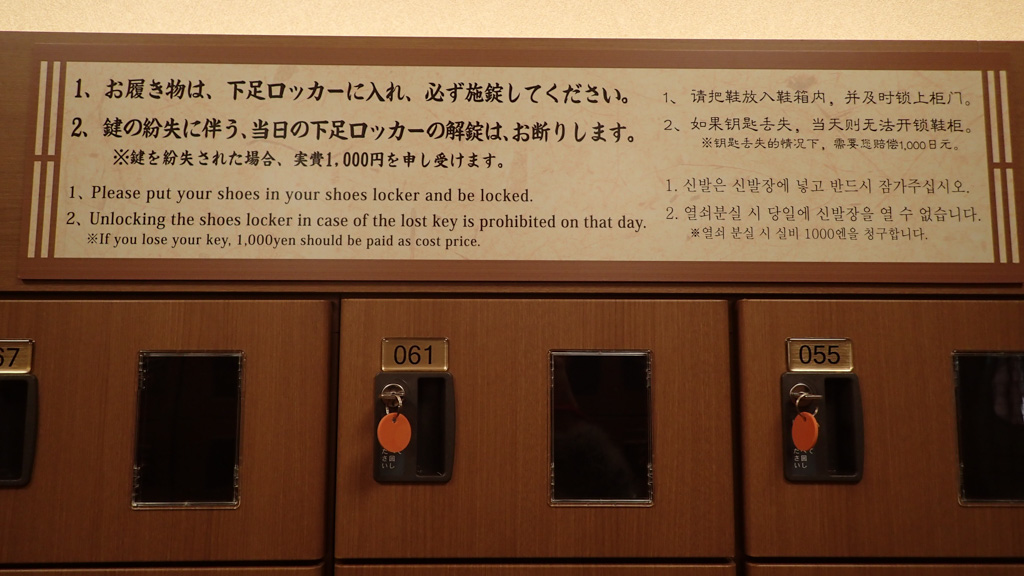 1、お履き物は、下足ロッカーに入れ、必ず施錠してください。
2、鍵の紛失に伴う、当日の下足ロッカーの解錠は、お断りします。
※鍵を紛失された場合、実費1,000円を申し受けます。
1、Please put your shoes in your shoes locker and be locked.
2、Unlocking the shoes locker in case of the lost key is prohibited on that day.
※If you lose your key, 1,000yen should be paid as cost price.
1、请把鞋放入鞋箱内，并及时锁上柜门。
2、如果钥匙丢失，当天则无法开锁鞋柜。
※钥匙丢失的情况下，需要您赔偿1,000日元。
1. 신발은 신발장에 넣고 반드시 잠가주십시오.
2. 열쇠분실 시 당일에 신발장을 열 수 없습니다.
※열쇠 분실 시 실비 1000엔을 청구합니다.
67
061
055